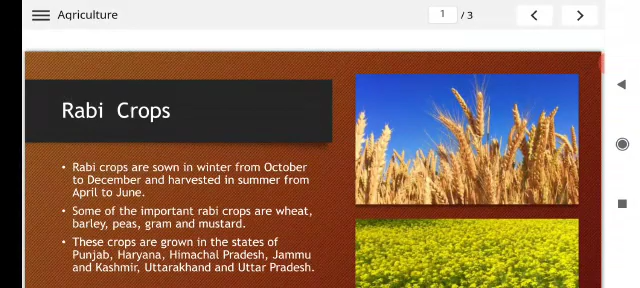 Agriculture
1 / 3
Rabi Crops
• Rabi crops are sown in winter from October
to December and harvested in summer from
April to June.
• Some of the important rabi crops are wheat,
barley, peas, gram and mustard.
• These crops are grown in the states of
Punjab, Haryana, Himachal Pradesh, Jammu
and Kashmir, Uttarakhand and Uttar Pradesh.